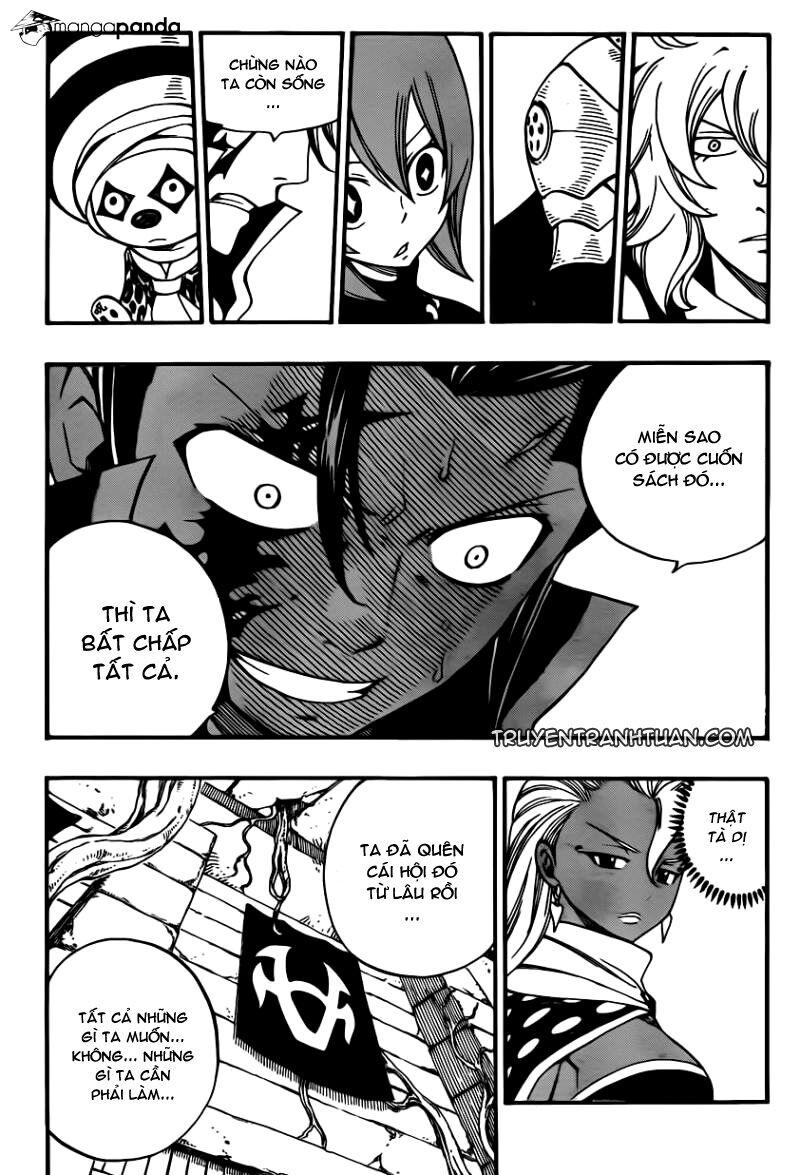 mangapanda
CHỪNG NÀO
TA CÒN SỐNG
...
MIỄN SAO
CÓ ĐƯỢC CUỐN
SÁCH ĐÓ...
THÌ TA
BẤT CHẤP
TẤT CẢ.
TRUYENTRANHTUAN.COM
THẬT
TÀ DỊ
...
TA ĐÃ QUÊN
CÁI HỘI ĐÓ
TỪ LÂU RỒI
...
TẤT CẢ NHỮNG
GÌ TA MUỐN...
KHÔNG... NHỮNG
GÌ TA CẦN
PHẢI LÀM...